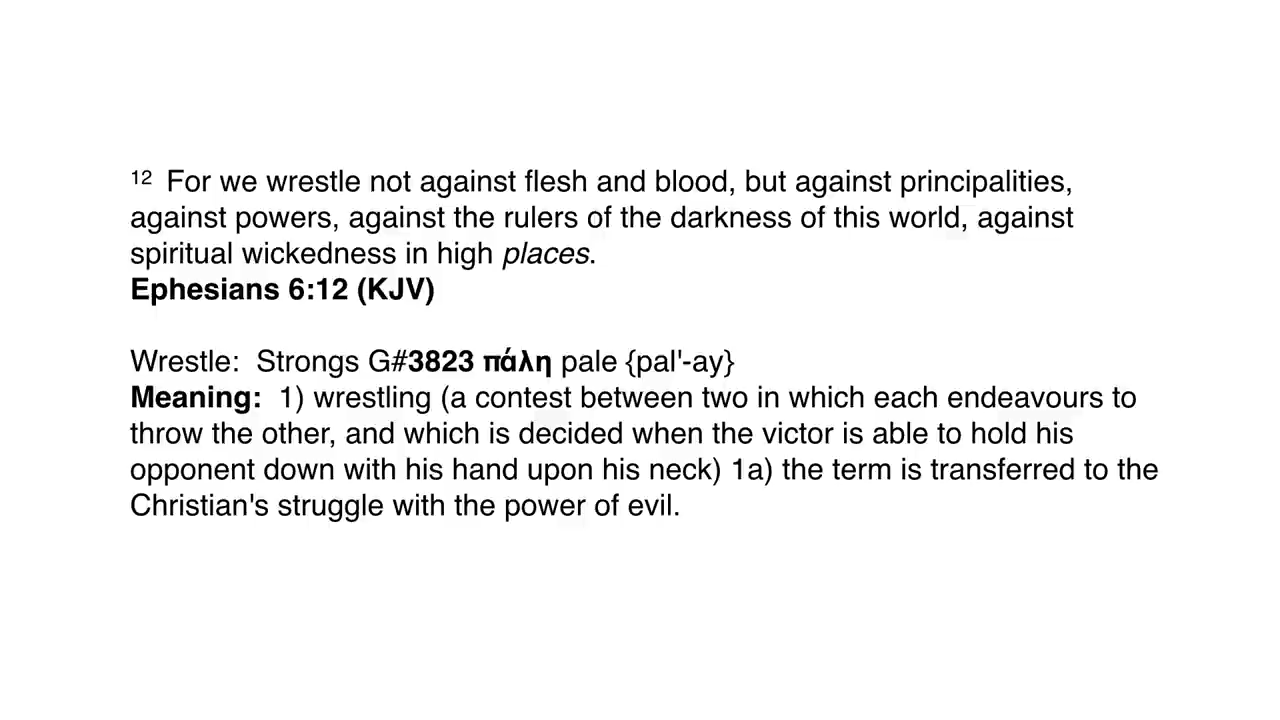 12 For we wrestle not against flesh and blood, but against principalities,
against powers, against the rulers of the darkness of this world, against
spiritual wickedness in high places.
Ephesians 6:12 (KJV)
Wrestle: Strongs G#3823 πάλη pale {pal'-ay}
Meaning: 1) wrestling (a contest between two in which each endeavours to
throw the other, and which is decided when the victor is able to hold his
opponent down with his hand upon his neck) 1a) the term is transferred to the
Christian's struggle with the power of evil.